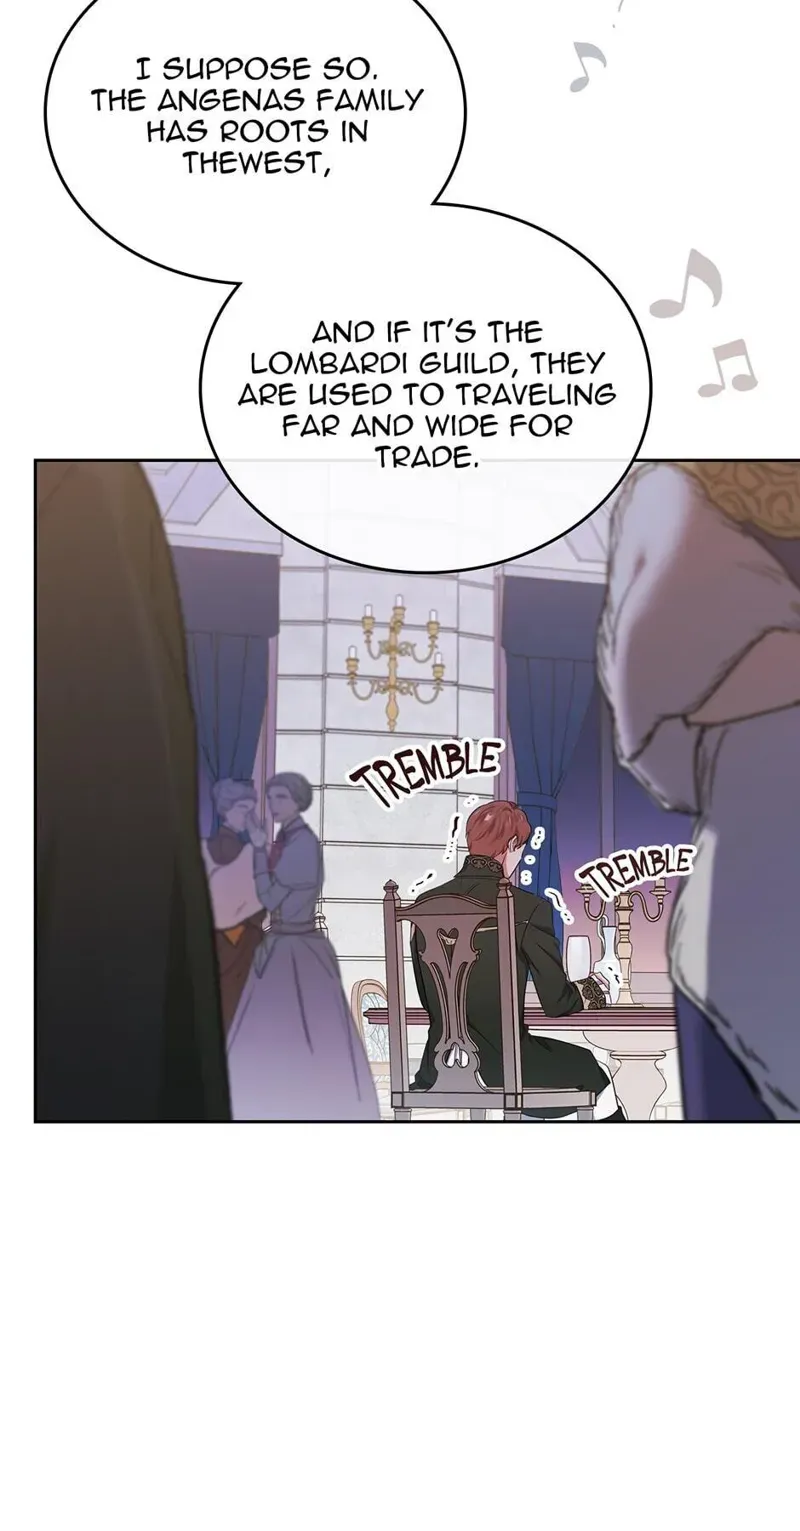 I SUPPOSE SO.
THE ANGENAS FAMILY
HAS ROOTS IN
THEWEST,
AND IF IT'S THE
LOMBARDI GUILD, THEY
ARE USED TO TRAVELING
FAR AND WIDE FOR
TRADE.
TREMBLE
TREMBLE